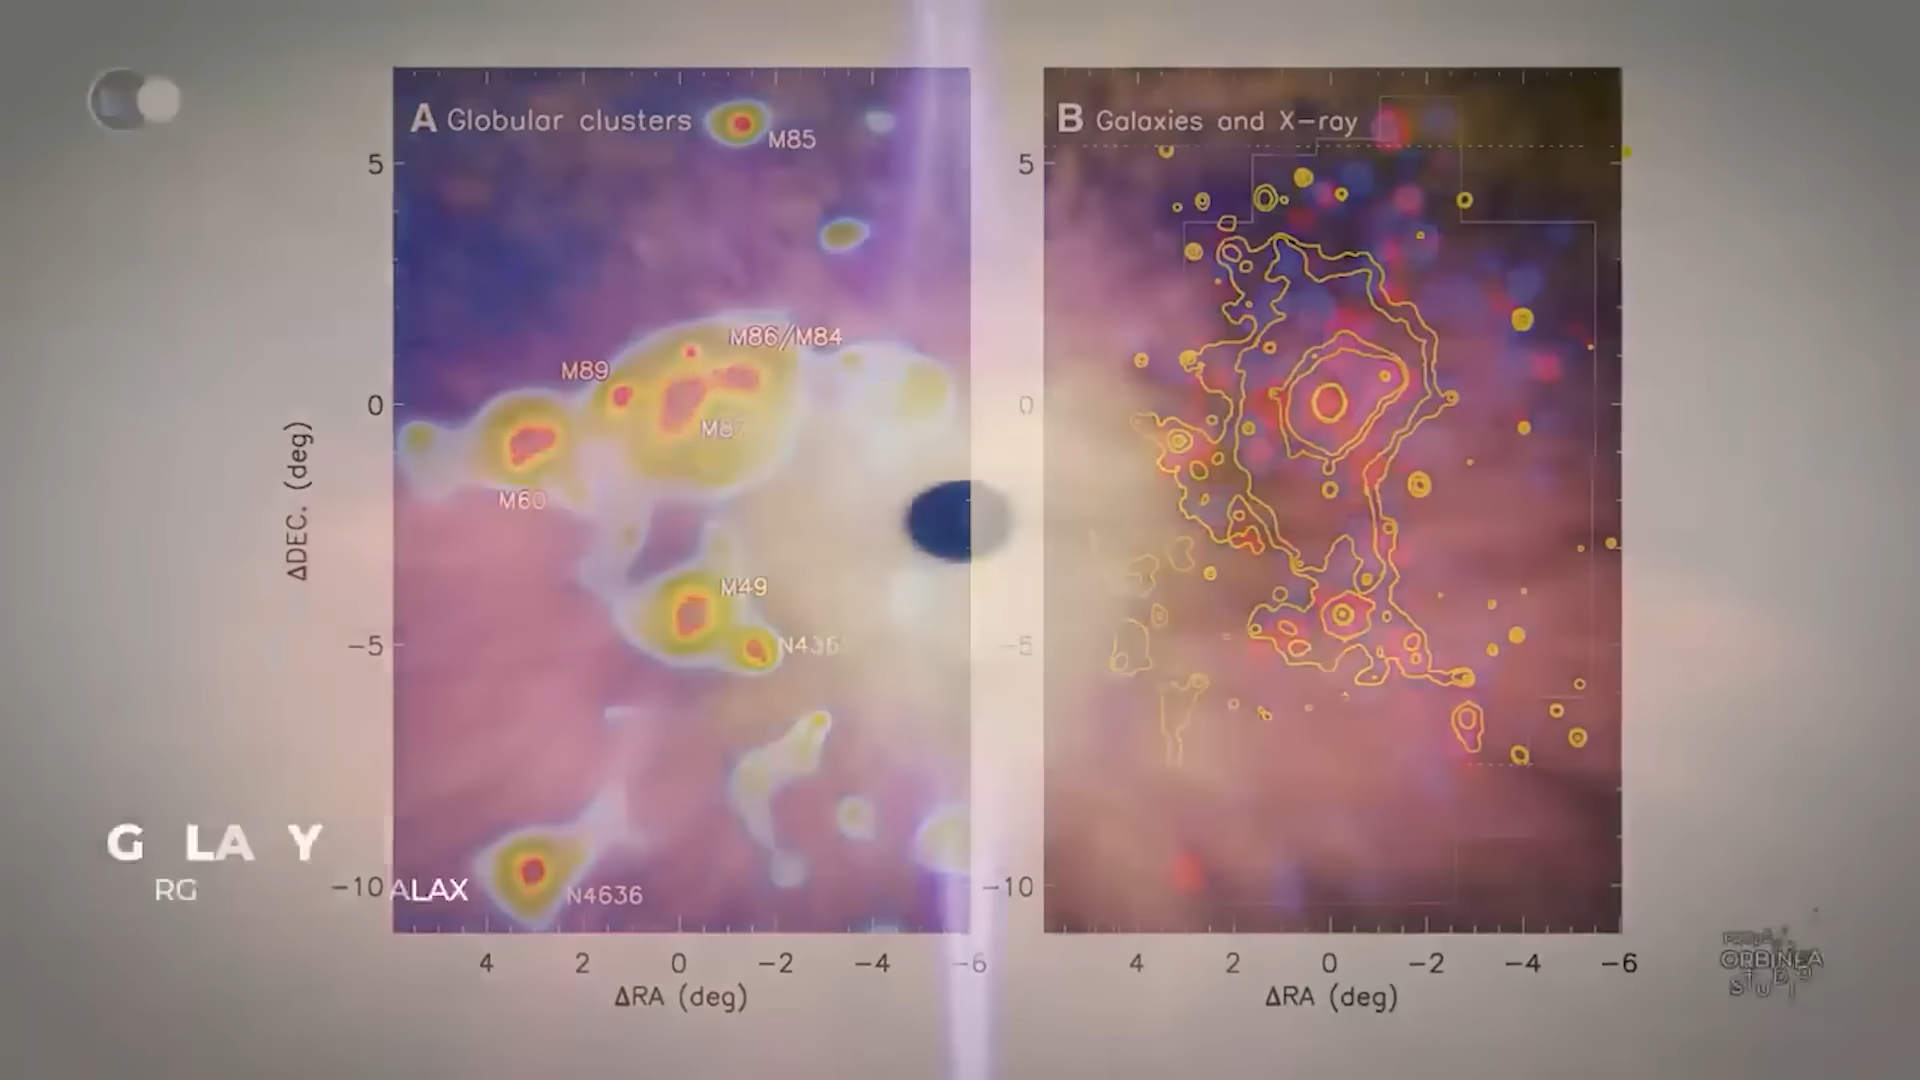 A Globular clusters
M85
M86/M84
M89
M87
M60
M49
N4636
5
0
−5
−10
ΔDEC. (deg)
4 2 0 −2 −4 −6
ΔRA (deg)
B Galaxies and X−ray
5
0
−5
−10
4 2 0 −2 −4 −6
ΔRA (deg)
G LA Y
RG ALAX
ORBINEA